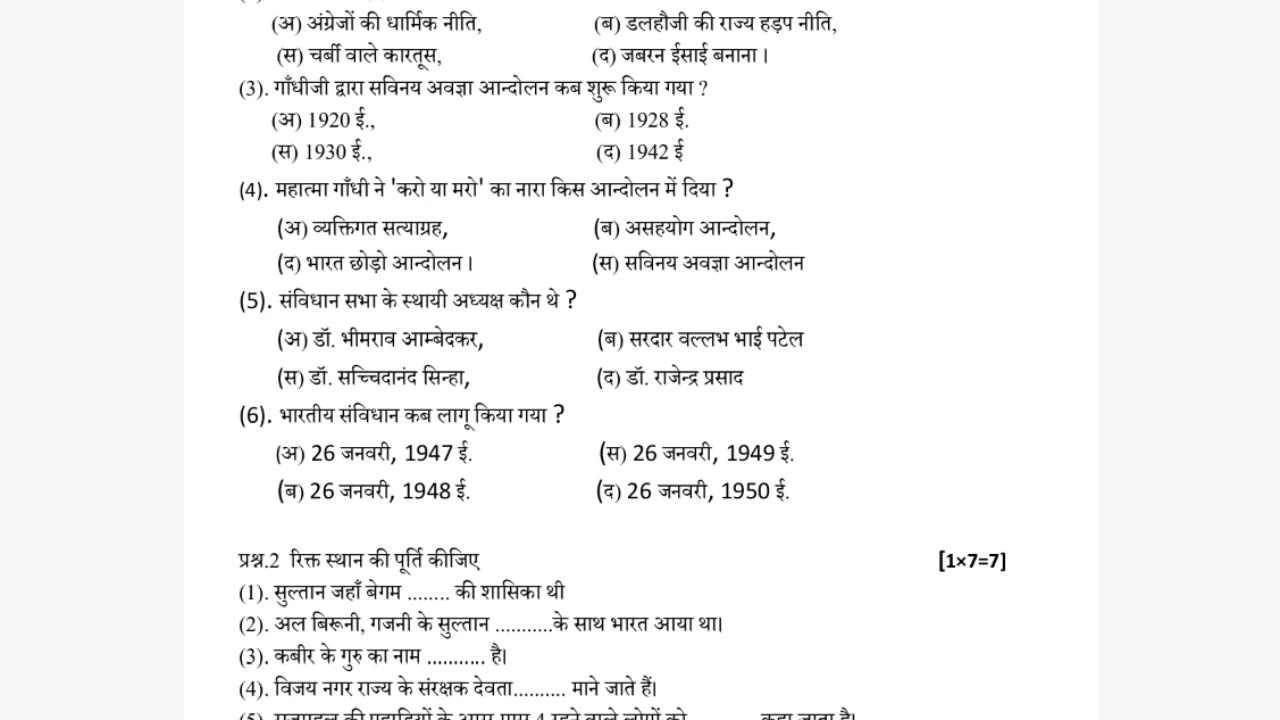 (अ) अंग्रेजों की धार्मिक नीति, (ब) डलहौजी की राज्य हड़प नीति,
(स) चर्बी वाले कारतूस, (द) जबरन ईसाई बनाना ।
(3). गाँधीजी द्वारा सविनय अवज्ञा आन्दोलन कब शुरू किया गया ?
(अ) 1920 ई., (ब) 1928 ई.
(स) 1930 ई., (द) 1942 ई
(4). महात्मा गाँधी ने 'करो या मरो' का नारा किस आन्दोलन में दिया ?
(अ) व्यक्तिगत सत्याग्रह, (ब) असहयोग आन्दोलन,
(द) भारत छोड़ो आन्दोलन । (स) सविनय अवज्ञा आन्दोलन
(5). संविधान सभा के स्थायी अध्यक्ष कौन थे ?
(अ) डॉ. भीमराव आम्बेदकर, (ब) सरदार वल्लभ भाई पटेल
(स) डॉ. सच्चिदानंद सिन्हा, (द) डॉ. राजेन्द्र प्रसाद
(6). भारतीय संविधान कब लागू किया गया ?
(अ) 26 जनवरी, 1947 ई. (स) 26 जनवरी, 1949 ई.
(ब) 26 जनवरी, 1948 ई. (द) 26 जनवरी, 1950 ई.
प्रश्न.2 रिक्त स्थान की पूर्ति कीजिए [1×7=7]
(1). सुल्तान जहाँ बेगम ........ की शासिका थी
(2). अल बिरूनी, गजनी के सुल्तान ...........के साथ भारत आया था।
(3). कबीर के गुरु का नाम ........... है।
(4). विजय नगर राज्य के संरक्षक देवता.......... माने जाते हैं।